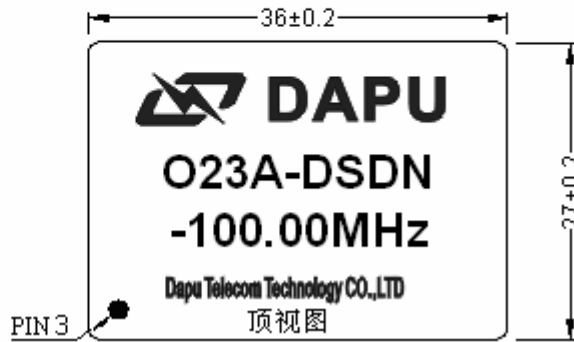 36±0.2
DAPU
O23A-DSDN
-100.00MHz
Dapu Telecom Technology CO.,LTD
顶视图
PIN 3
27±0.2